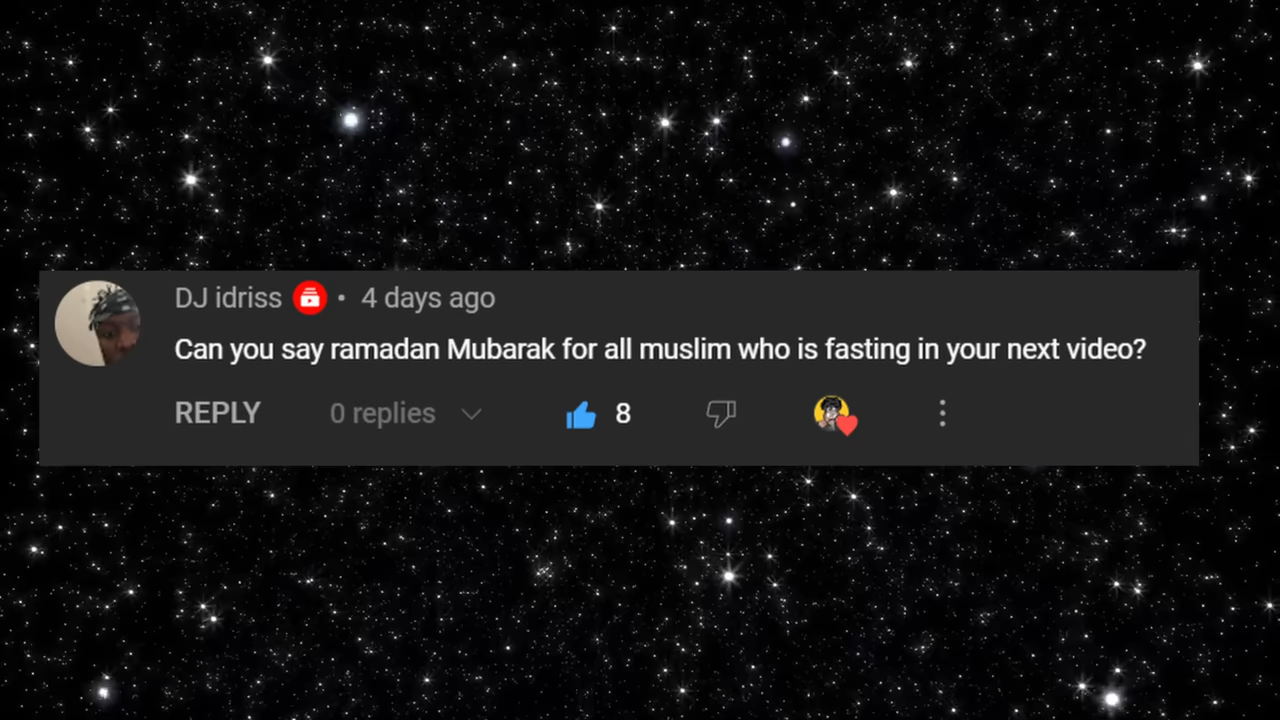 DJ idriss • 4 days ago
Can you say ramadan Mubarak for all muslim who is fasting in your next video?
REPLY 0 replies 8